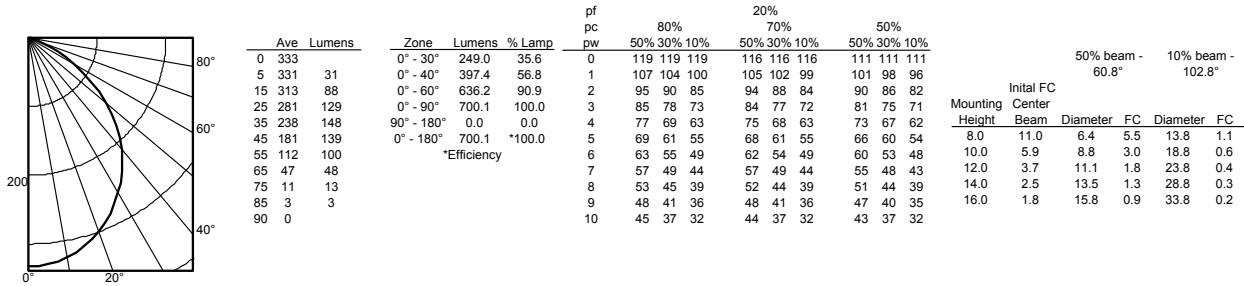 80°
60°
200
40°
0°
20°
Ave Lumens
0 333
5 331 31
15 313 88
25 281 129
35 238 148
45 181 139
55 112 100
65 47 48
75 11 13
85 3 3
90 0
Zone Lumens % Lamp
0° - 30° 249.0 35.6
0° - 40° 397.4 56.8
0° - 60° 636.2 90.9
0° - 90° 700.1 100.0
90° - 180° 0.0 0.0
0° - 180° 700.1 *100.0
*Efficiency
pf 20%
pc 80% 70% 50%
pw 50% 30% 10% 50% 30% 10% 50% 30% 10%
0 119 119 119 116 116 116 111 111 111
1 107 104 100 105 102 99 101 98 96
2 95 90 85 94 88 84 90 86 82
3 85 78 73 84 77 72 81 75 71
4 77 69 63 75 68 63 73 67 62
5 69 61 55 68 61 55 66 60 54
6 63 55 49 62 54 49 60 53 48
7 57 49 44 57 49 44 55 48 43
8 53 45 39 52 44 39 51 44 39
9 48 41 36 48 41 36 47 40 35
10 45 37 32 44 37 32 43 37 32
50% beam - 10% beam -
60.8° 102.8°
Inital FC
Mounting Center
Height Beam Diameter FC Diameter FC
8.0 11.0 6.4 5.5 13.8 1.1
10.0 5.9 8.8 3.0 18.8 0.6
12.0 3.7 11.1 1.8 23.8 0.4
14.0 2.5 13.5 1.3 28.8 0.3
16.0 1.8 15.8 0.9 33.8 0.2